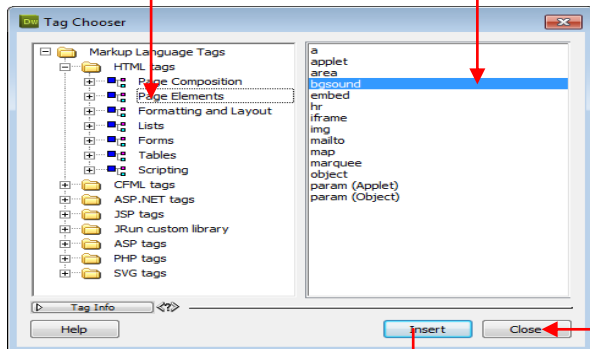 Dw Tag Chooser
Markup Language Tags
HTML tags
Page Composition
Page Elements
Formatting and Layout
Lists
Forms
Tables
Scripting
CFML tags
ASP.NET tags
JSP tags
JRun custom library
ASP tags
PHP tags
SVG tags
a
applet
area
bgsound
embed
hr
iframe
img
mailto
map
marquee
object
param (Applet)
param (Object)
Tag Info <?>
Help Insert Close